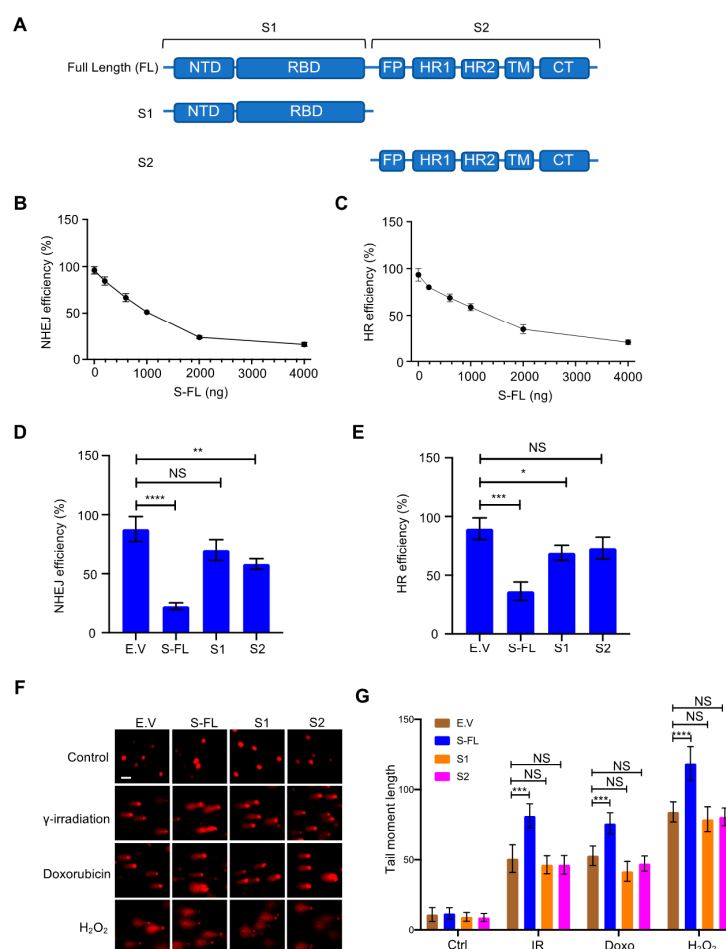 A
S1
S2
Full Length (FL)
NTD
RBD
FP
HR1
HR2
TM
CT
S1
NTD
RBD
S2
FP
HR1
HR2
TM
CT
B
150
100
50
0
NHEJ efficiency (%)
0
1000
2000
3000
4000
S-FL (ng)
C
150
100
50
0
HR efficiency (%)
0
1000
2000
3000
4000
S-FL (ng)
D
**
NS
****
150
100
50
0
NHEJ efficiency (%)
E.V
S-FL
S1
S2
E
NS
*
***
150
100
50
0
HR efficiency (%)
E.V
S-FL
S1
S2
F
E.V
S-FL
S1
S2
Control
γ-irradiation
Doxorubicin
H₂O₂
G
E.V
S-FL
S1
S2
150
100
50
0
Tail moment length
NS
NS
***
NS
NS
***
NS
NS
****
Ctrl
IR
Doxo
H₂O₂